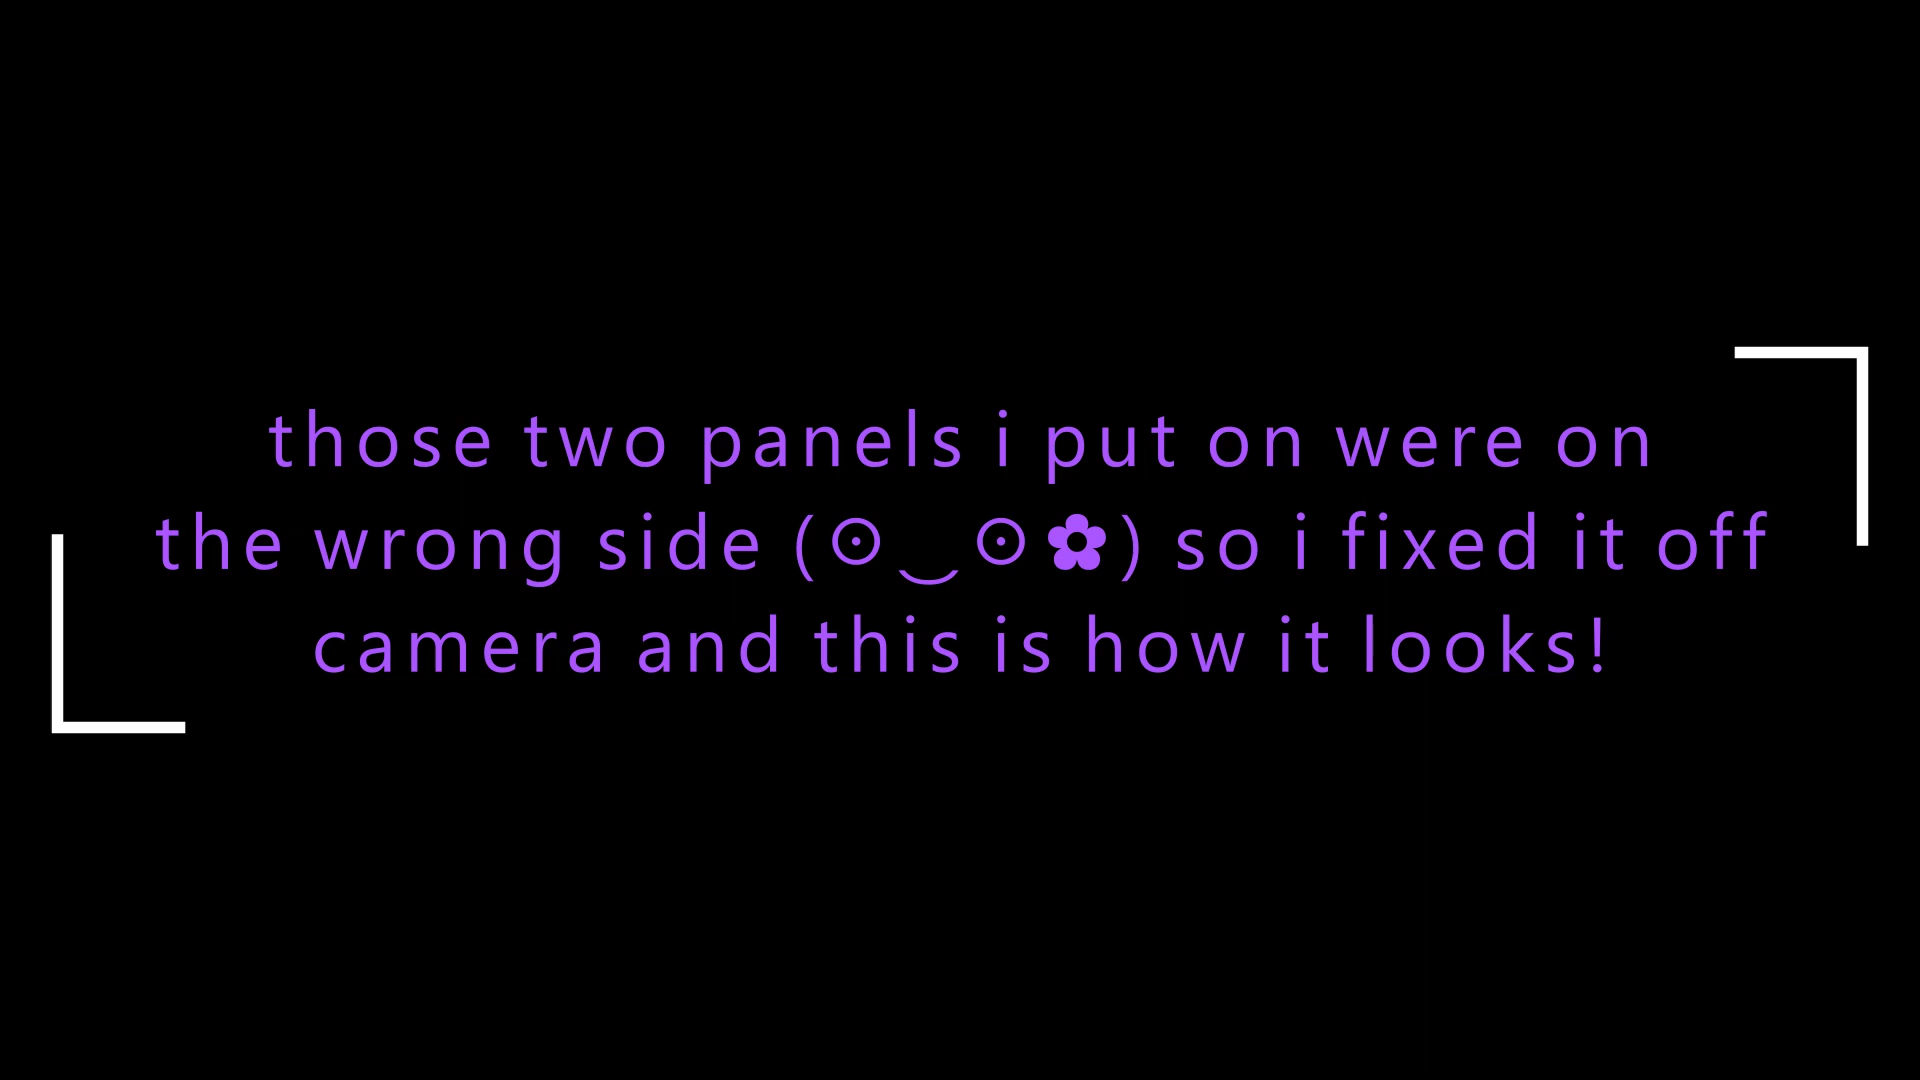 those two panels i put on were on
the wrong side (⊙‿⊙✿) so i fixed it off
camera and this is how it looks!